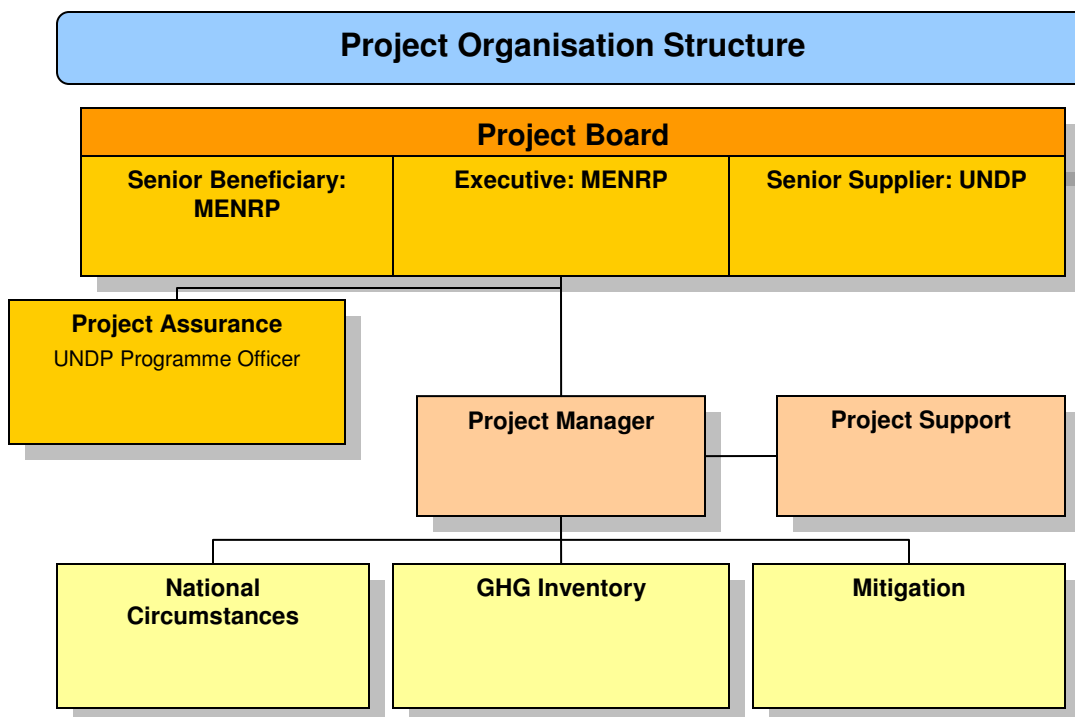 Project Organisation Structure
Project Board
Senior Beneficiary:
MENRP
Executive: MENRP
Senior Supplier: UNDP
Project Assurance
UNDP Programme Officer
Project Manager
Project Support
National
Circumstances
GHG Inventory
Mitigation